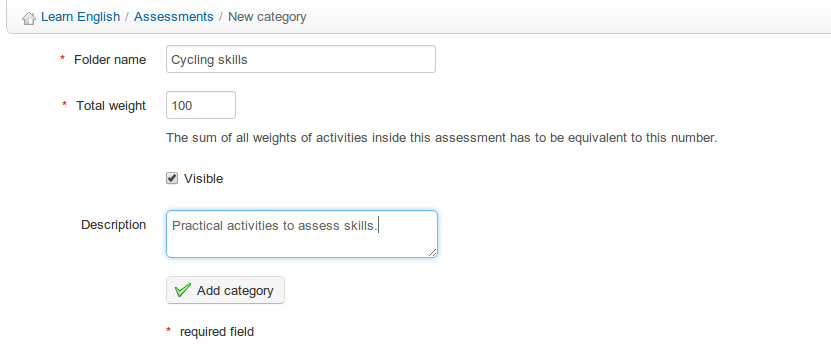 Learn English / Assessments / New category
* Folder name Cycling skills
* Total weight 100
The sum of all weights of activities inside this assessment has to be equivalent to this number.
Visible
Description Practical activities to assess skills.
Add category
* required field